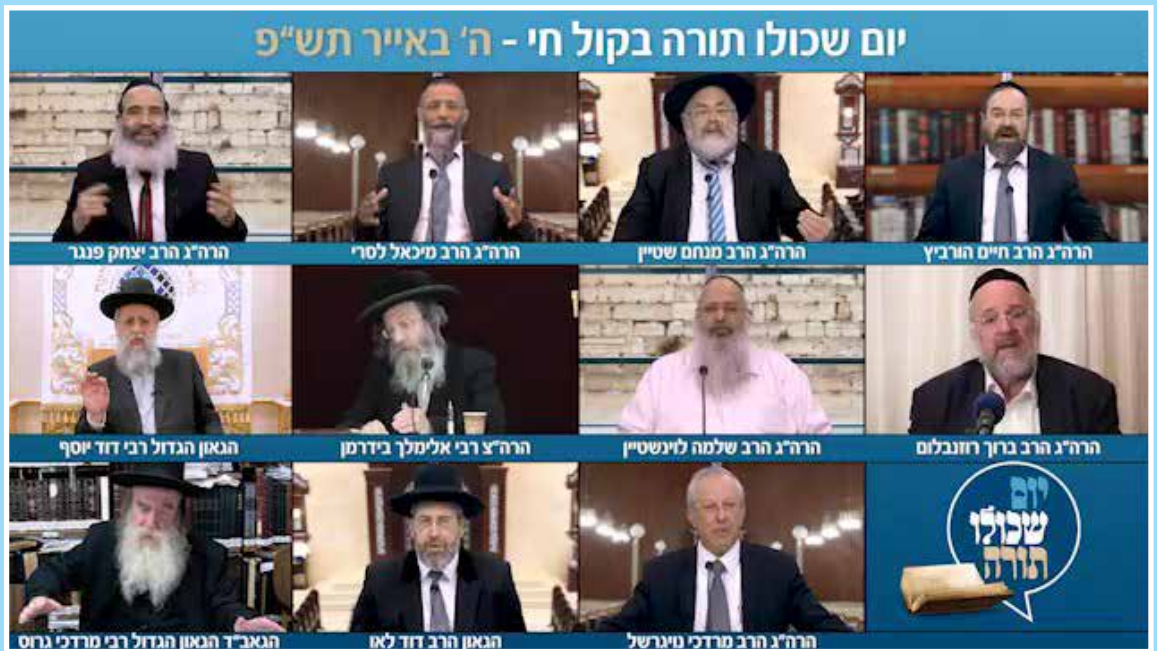 יום שכולו תורה בקול חי - ה' באייר תש"פ
הרה"ג הרב חיים הורביץ
הרה"ג הרב מנחם שטיין
הרה"ג הרב מיכאל לסרי
הרה"ג הרב יצחק פנגר
הרה"ג הרב ברוך רוזנבלום
הרה"ג הרב שלמה לוינשטיין
הרה"צ רבי אלימלך בידרמן
הגאון הגדול רבי דוד יוסף
יום
שכולו
תורה
הרה"ג הרב מרדכי נויגרשל
הגאון הרב דוד לאו
הגאב"ד הגאון הגדול רבי מרדכי גרוס